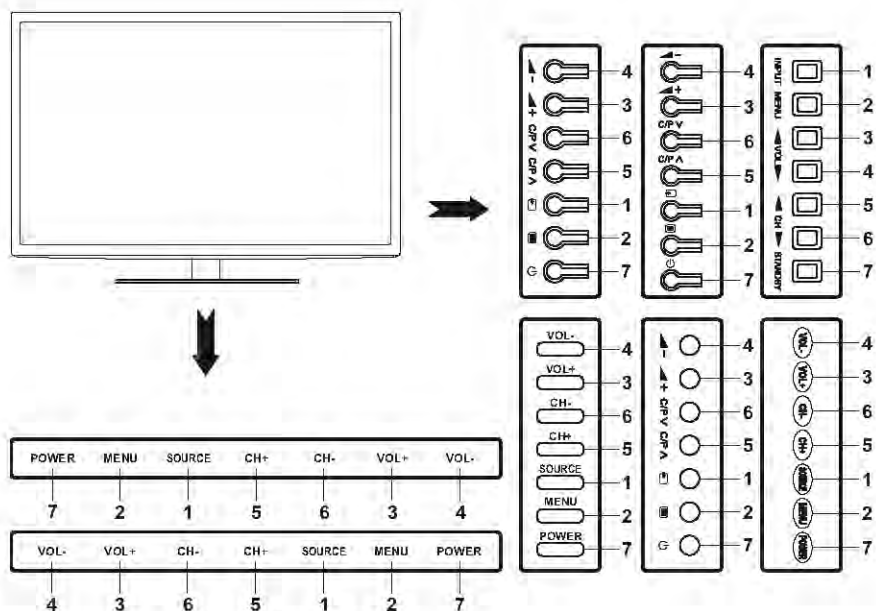 - 4
+ 3
C/P ∨ 6
C/P ∧ 5
1
2
7
- 4
+ 3
C/P ∨ 6
C/P ∧ 5
1
2
7
INPUT 1
MENU 2
▲ 3
VOL
▼ 4
▲ 5
CH
▼ 6
STANDBY 7
VOL- 4
VOL+ 3
CH- 6
CH+ 5
SOURCE 1
MENU 2
POWER 7
- 4
+ 3
C/P ∨ 6
C/P ∧ 5
1
2
7
VOL- 4
VOL+ 3
CH- 6
CH+ 5
SOURCE 1
MENU 2
POWER 7
POWER MENU SOURCE CH+ CH- VOL+ VOL-
7 2 1 5 6 3 4
VOL- VOL+ CH- CH+ SOURCE MENU POWER
4 3 6 5 1 2 7